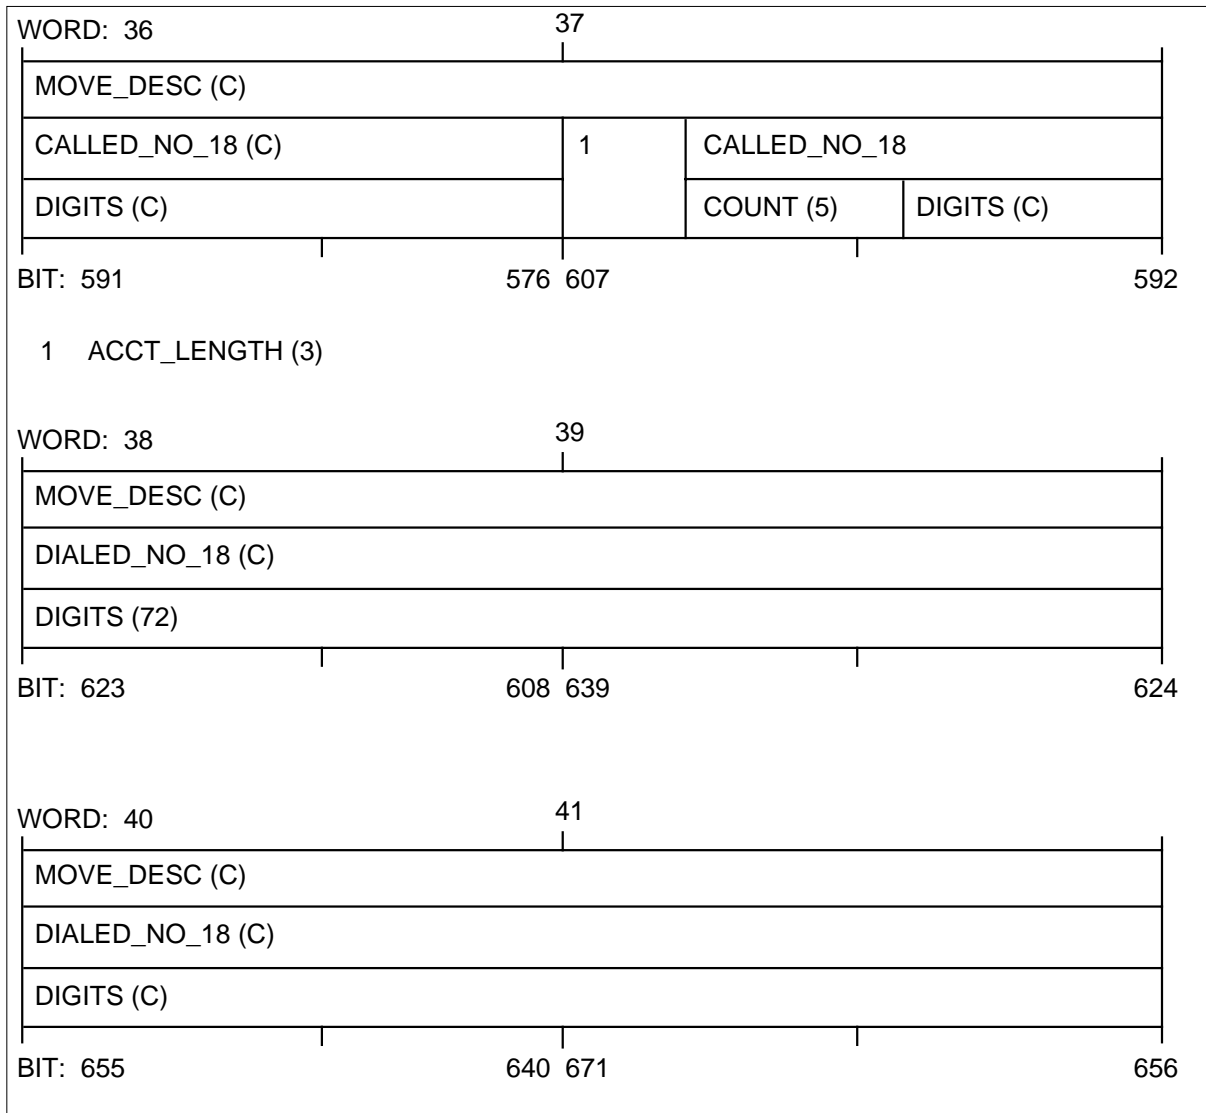 WORD: 36 37
MOVE_DESC (C)
CALLED_NO_18 (C) 1 CALLED_NO_18
DIGITS (C) COUNT (5) DIGITS (C)
BIT: 591 576 607 592
1 ACCT_LENGTH (3)
WORD: 38 39
MOVE_DESC (C)
DIALED_NO_18 (C)
DIGITS (72)
BIT: 623 608 639 624
WORD: 40 41
MOVE_DESC (C)
DIALED_NO_18 (C)
DIGITS (C)
BIT: 655 640 671 656